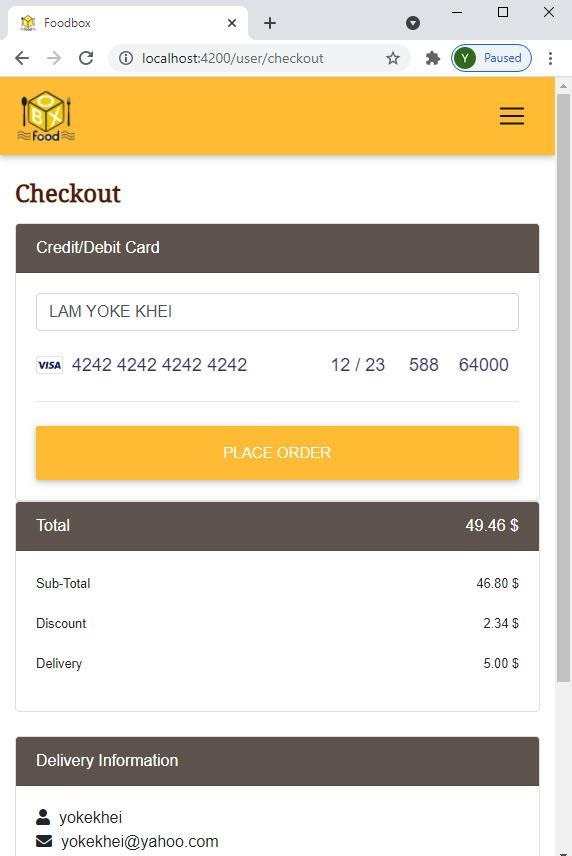 Foodbox
localhost:4200/user/checkout
Y Paused
O B X
food
Checkout
Credit/Debit Card
LAM YOKE KHEI
VISA 4242 4242 4242 4242 12 / 23 588 64000
PLACE ORDER
Total 49.46 $
Sub-Total 46.80 $
Discount 2.34 $
Delivery 5.00 $
Delivery Information
yokekhei
yokekhei@yahoo.com